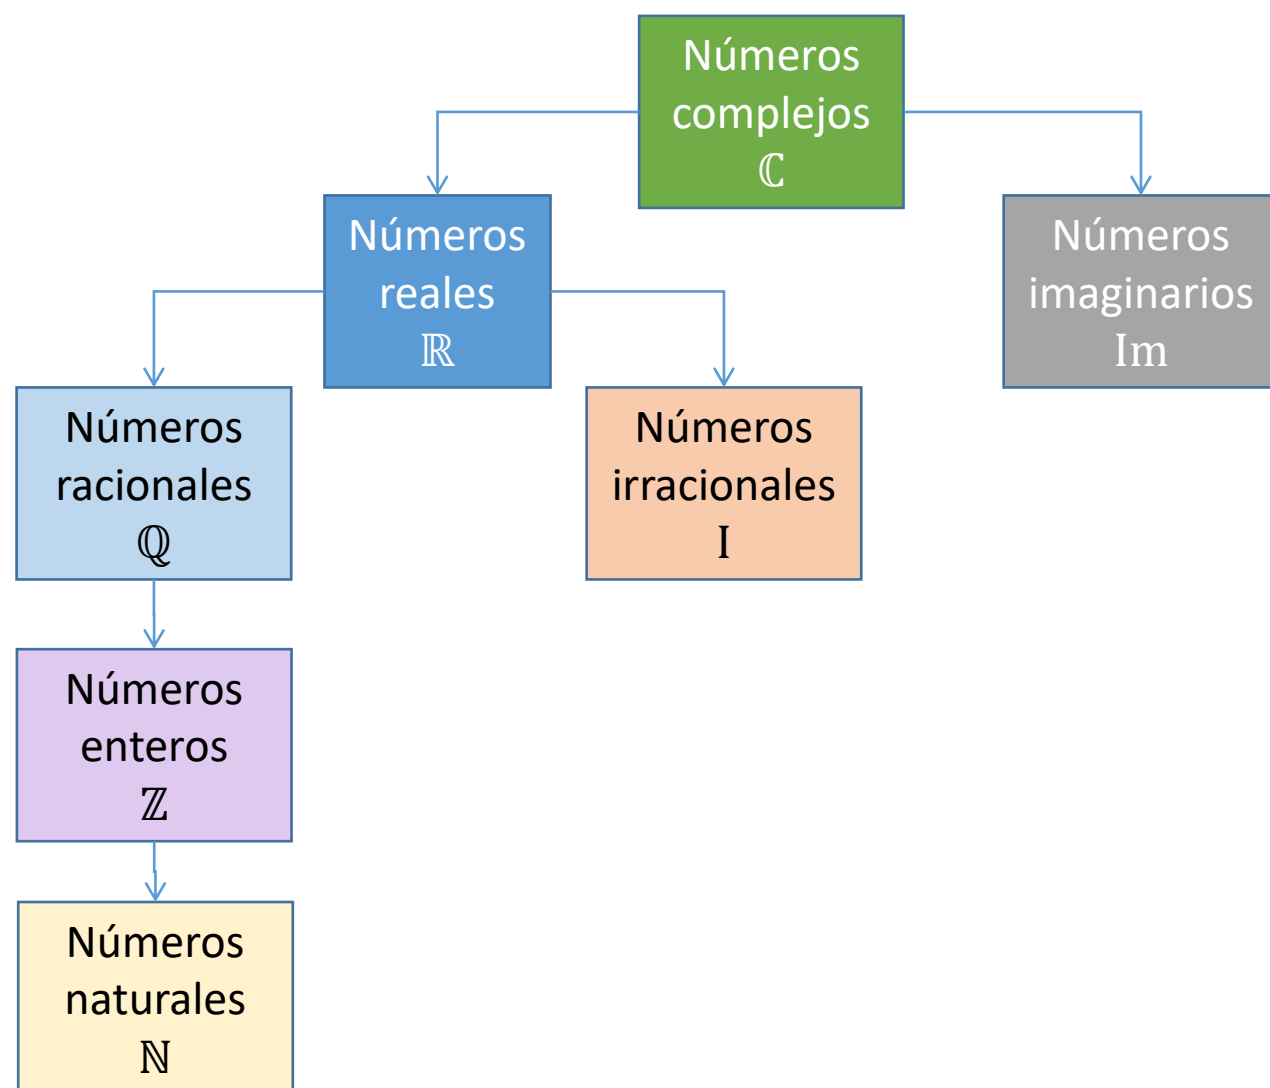 Números
complejos
ℂ
Números
reales
ℝ
Números
imaginarios
Im
Números
racionales
ℚ
Números
irracionales
I
Números
enteros
ℤ
Números
naturales
ℕ